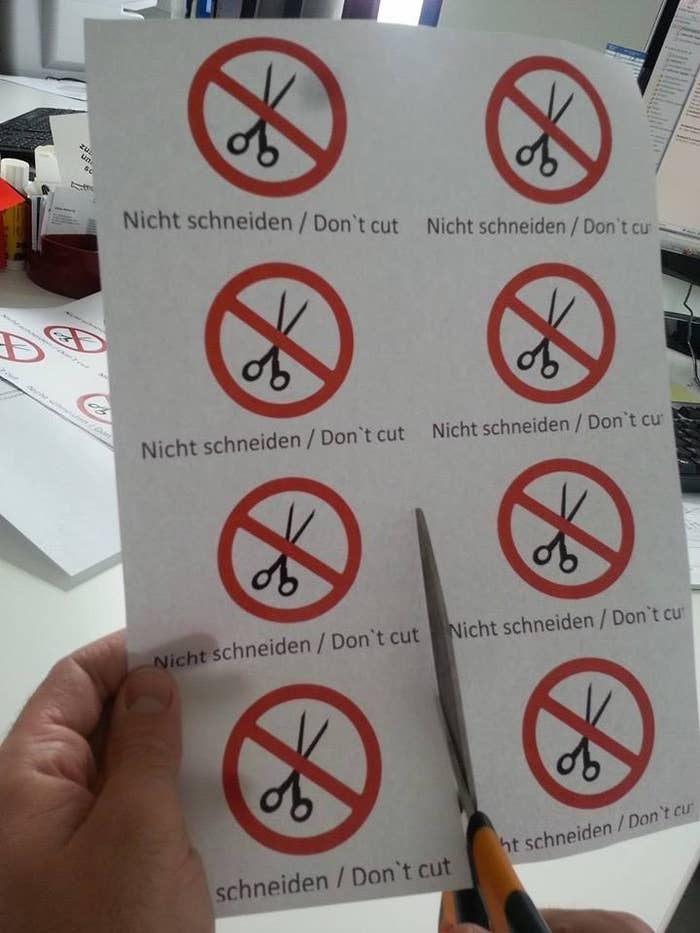 Nicht schneiden / Don`t cut
Nicht schneiden / Don`t cu
Nicht schneiden / Don`t cut
Nicht schneiden / Don`t cu
Nicht schneiden / Don`t cut
Nicht schneiden / Don`t cu
schneiden / Don`t cut
ht schneiden / Don`t cu